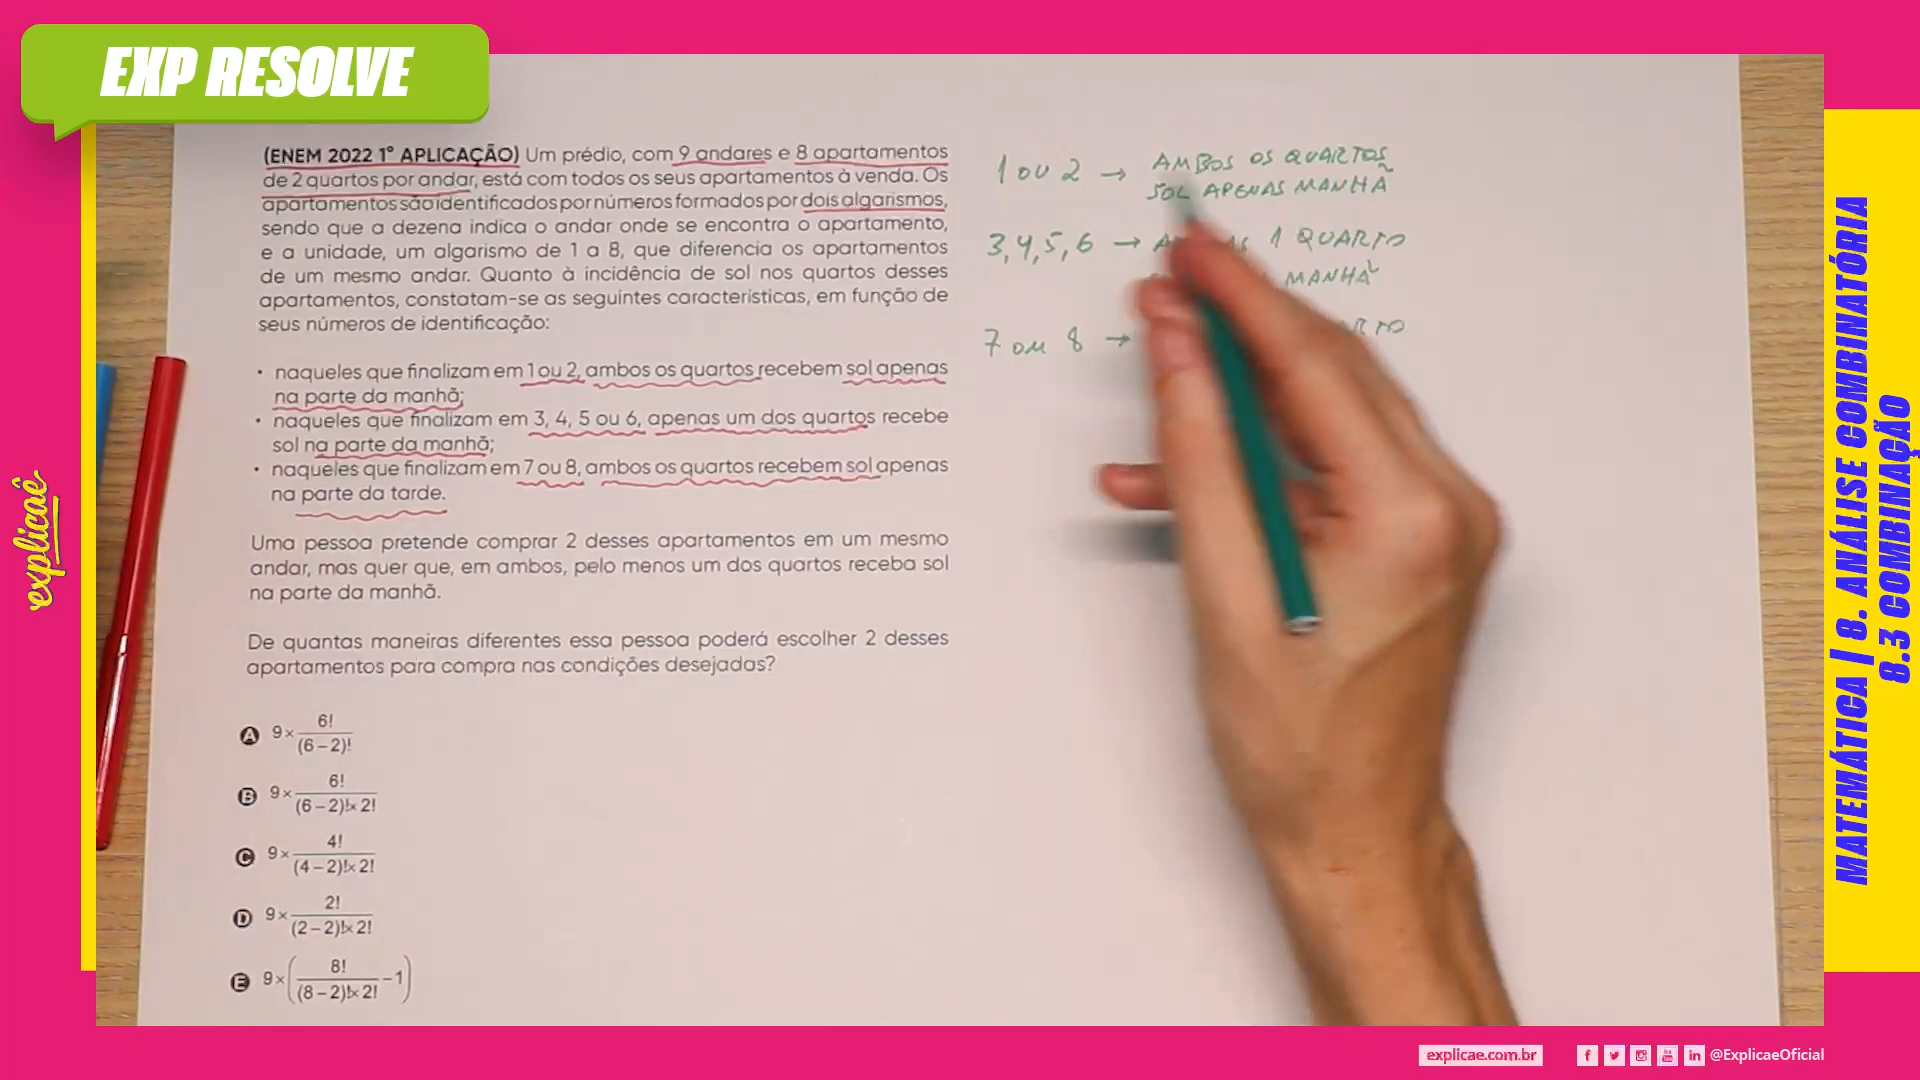 EXP RESOLVE
(ENEM 2022 1° APLICAÇÃO) Um prédio, com 9 andares e 8 apartamentos
de 2 quartos por andar, está com todos os seus apartamentos à venda. Os
apartamentos são identificados por números formados por dois algarismos,
sendo que a dezena indica o andar onde se encontra o apartamento,
e a unidade, um algarismo de 1 a 8, que diferencia os apartamentos
de um mesmo andar. Quanto à incidência de sol nos quartos desses
apartamentos, constatam-se as seguintes características, em função de
seus números de identificação:
• naqueles que finalizam em 1 ou 2, ambos os quartos recebem sol apenas
na parte da manhã;
• naqueles que finalizam em 3, 4, 5 ou 6, apenas um dos quartos recebe
sol na parte da manhã;
• naqueles que finalizam em 7 ou 8, ambos os quartos recebem sol apenas
na parte da tarde.
Uma pessoa pretende comprar 2 desses apartamentos em um mesmo
andar, mas quer que, em ambos, pelo menos um dos quartos receba sol
na parte da manhã.
De quantas maneiras diferentes essa pessoa poderá escolher 2 desses
apartamentos para compra nas condições desejadas?
A 9× 6!/(6−2)!
B 9× 6!/(6−2)!×2!
C 9× 4!/(4−2)!×2!
D 9× 2!/(2−2)!×2!
E 9×(8!/(8−2)!×2! −1)
1 ou 2 → AMBOS OS QUARTOS
SOL APENAS MANHÃ
3, 4, 5, 6 → 1 QUARTO
MANHÃ
7 ou 8 →
explicaê
MATEMÁTICA | 8. ANÁLISE COMBINATÓRIA
8.3 COMBINAÇÃO
explicae.com.br
@ExplicaeOficial